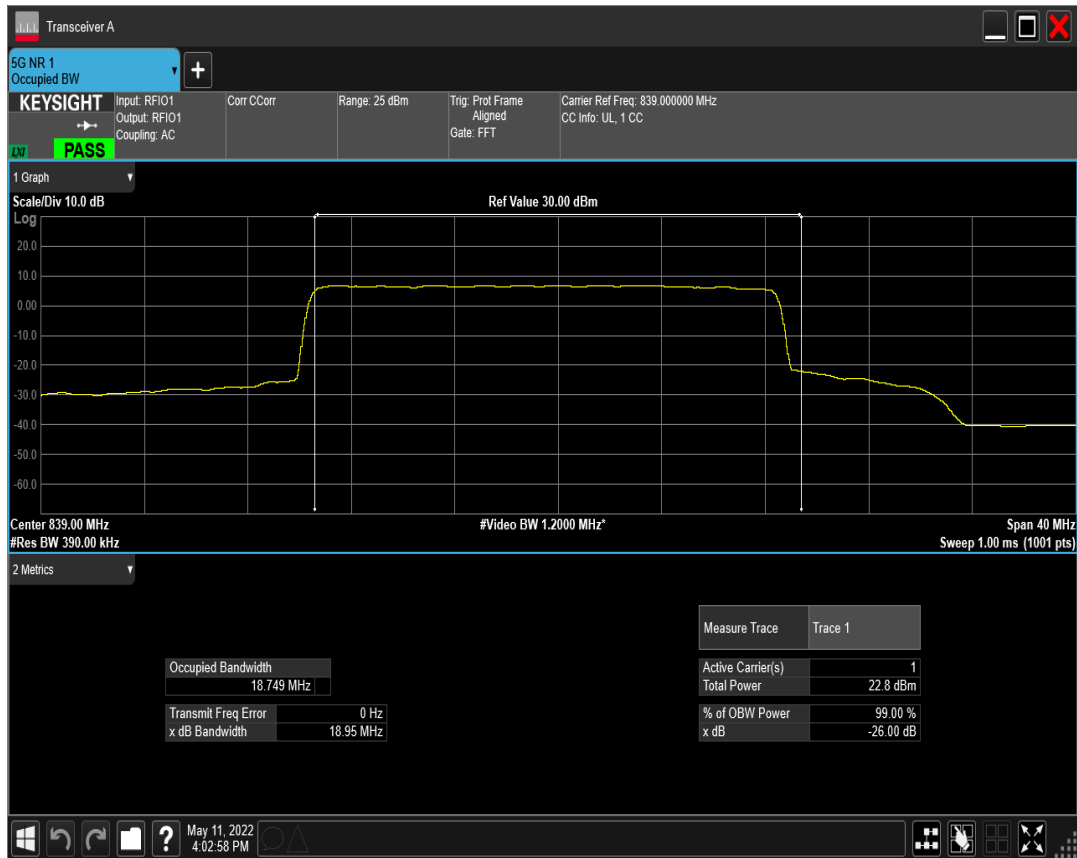 Transceiver A
5G NR 1
Occupied BW
+
KEYSIGHT
LXI
PASS
Input: RFIO1
Output: RFIO1
Coupling: AC
Corr CCorr
Range: 25 dBm
Trig: Prot Frame
Aligned
Gate: FFT
Carrier Ref Freq: 839.000000 MHz
CC Info: UL, 1 CC
1 Graph
Scale/Div 10.0 dB
Ref Value 30.00 dBm
Log
20.0
10.0
0.00
-10.0
-20.0
-30.0
-40.0
-50.0
-60.0
Center 839.00 MHz
#Video BW 1.2000 MHz*
Span 40 MHz
#Res BW 390.00 kHz
Sweep 1.00 ms (1001 pts)
2 Metrics
Measure Trace Trace 1
Occupied Bandwidth
18.749 MHz
Active Carrier(s) 1
Total Power 22.8 dBm
Transmit Freq Error 0 Hz
x dB Bandwidth 18.95 MHz
% of OBW Power 99.00 %
x dB -26.00 dB
?
May 11, 2022
4:02:58 PM